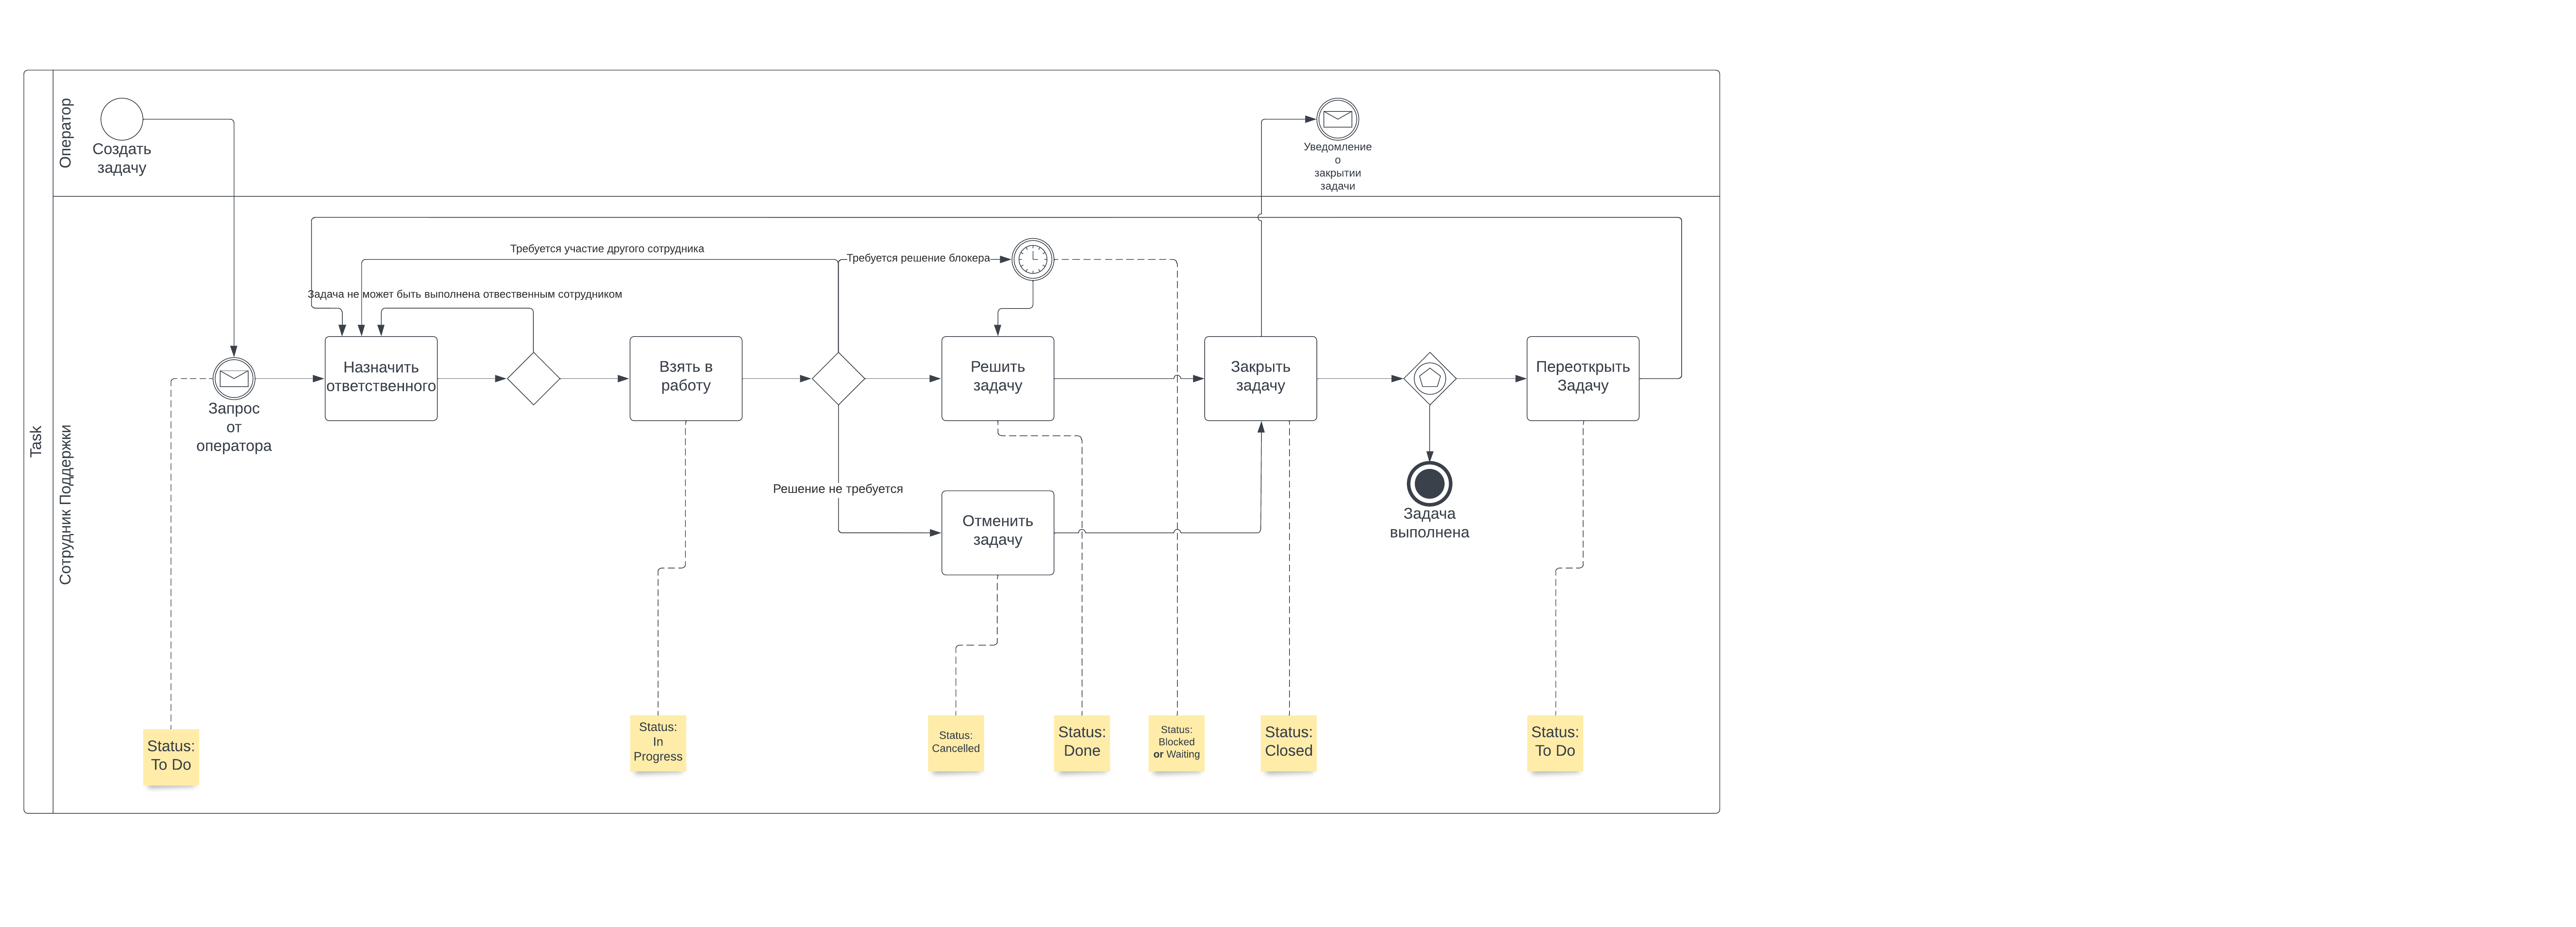 Task
Оператор
Создать
задачу
Уведомление
о
закрытии
задачи
Сотрудник Поддержки
Требуется участие другого сотрудника
Требуется решение блокера
Задача не может быть выполнена отвественным сотрудником
Запрос
от
оператора
Назначить
ответственного
Взять в
работу
Решить
задачу
Закрыть
задачу
Переоткрыть
Задачу
Решение не требуется
Отменить
задачу
Задача
выполнена
Status:
To Do
Status:
In
Progress
Status:
Cancelled
Status:
Done
Status:
Blocked
or Waiting
Status:
Closed
Status:
To Do